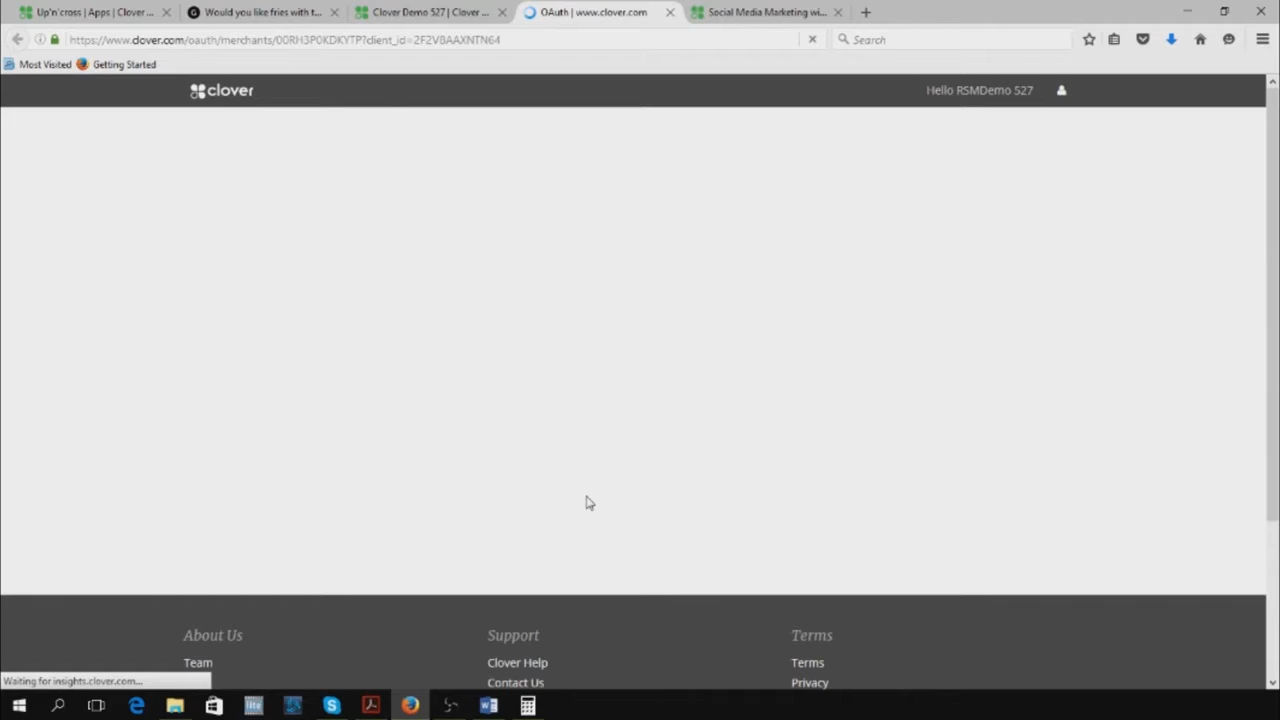 Up'n'cross | Apps | Clover ...
Would you like fries with t...
Clover Demo 527 | Clover ...
OAuth | www.clover.com
Social Media Marketing wi...
https://www.clover.com/oauth/merchants/00RH3P0KDKYTP?client_id=2F2V8AAXNTN64
Search
Most Visited
Getting Started
clover
Hello RSMDemo 527
About Us
Support
Terms
Team
Clover Help
Terms
Waiting for insights.clover.com...
Contact Us
Privacy
lite